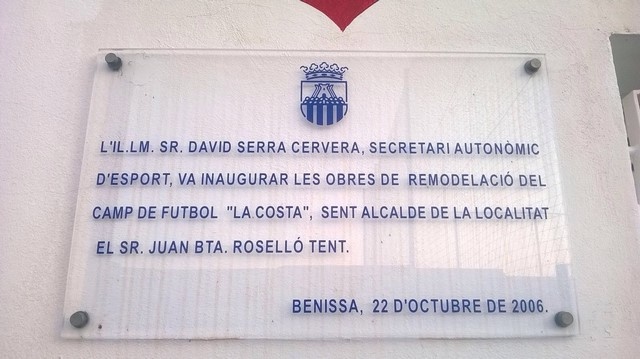 L'IL.LM. SR. DAVID SERRA CERVERA, SECRETARI AUTONÒMIC
D'ESPORT, VA INAUGURAR LES OBRES DE REMODELACIÓ DEL
CAMP DE FUTBOL "LA COSTA", SENT ALCALDE DE LA LOCALITAT
EL SR. JUAN BTA. ROSELLÓ TENT.
BENISSA, 22 D'OCTUBRE DE 2006.